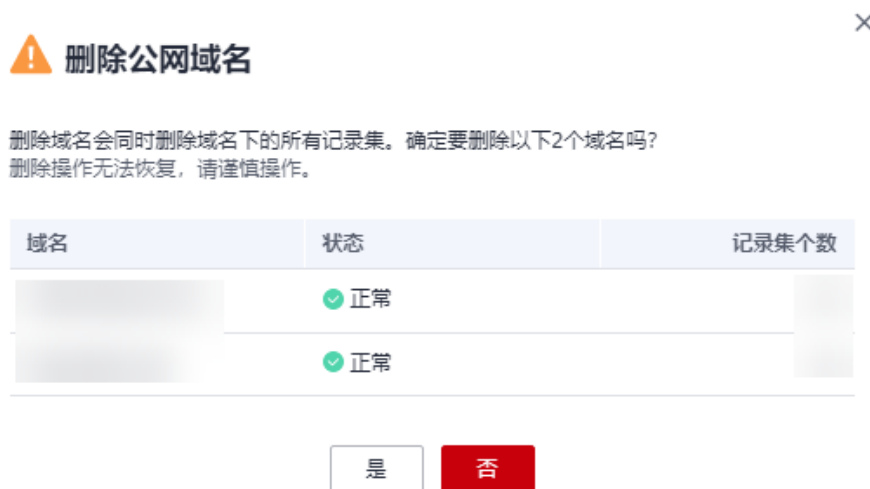 删除公网域名
删除域名会同时删除域名下的所有记录集。确定要删除以下2个域名吗?
删除操作无法恢复，请谨慎操作。
域名 状态 记录集个数
正常
正常
是 否